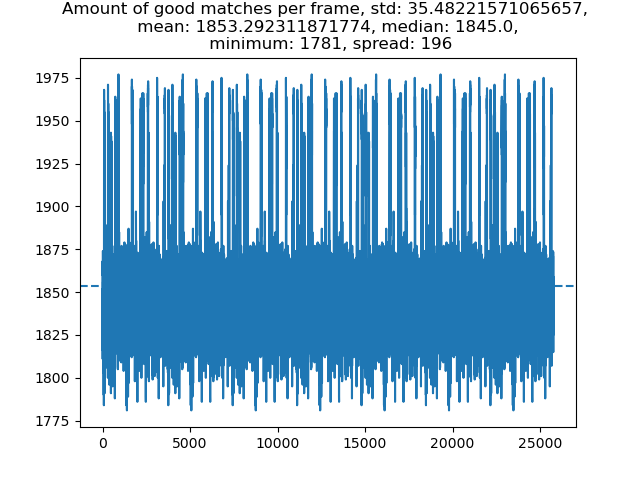 Amount of good matches per frame, std: 35.48221571065657,
mean: 1853.292311871774, median: 1845.0,
minimum: 1781, spread: 196
1975
1950
1925
1900
1875
1850
1825
1800
1775
0 5000 10000 15000 20000 25000